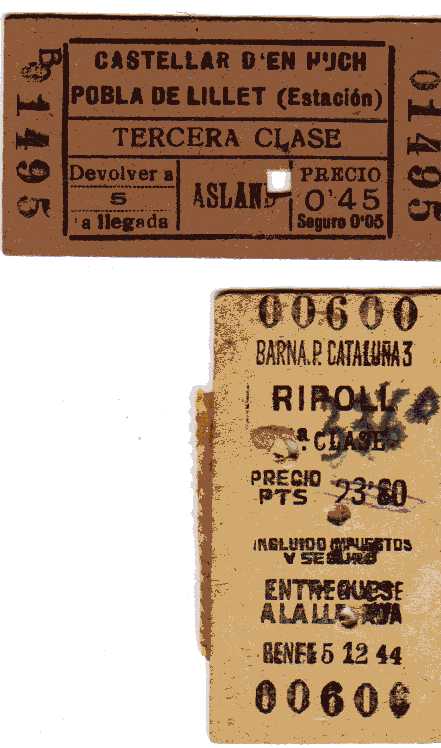 B 01495
CASTELLAR D'EN HUCH
POBLA DE LILLET (Estación)
TERCERA CLASE
Devolver a
5
a llegada
ASLAND
PRECIO
0'45
Seguro 0'05
01495
00600
BARNA. P. CATALUÑA 3
RIPOLL
ª. CLASE
PRECIO
PTS 23'60
INCLUIDO IMPUESTOS
Y SEGURO
ENTREGUESE
A LA LLEGADA
RENFE 5 12 44
00600